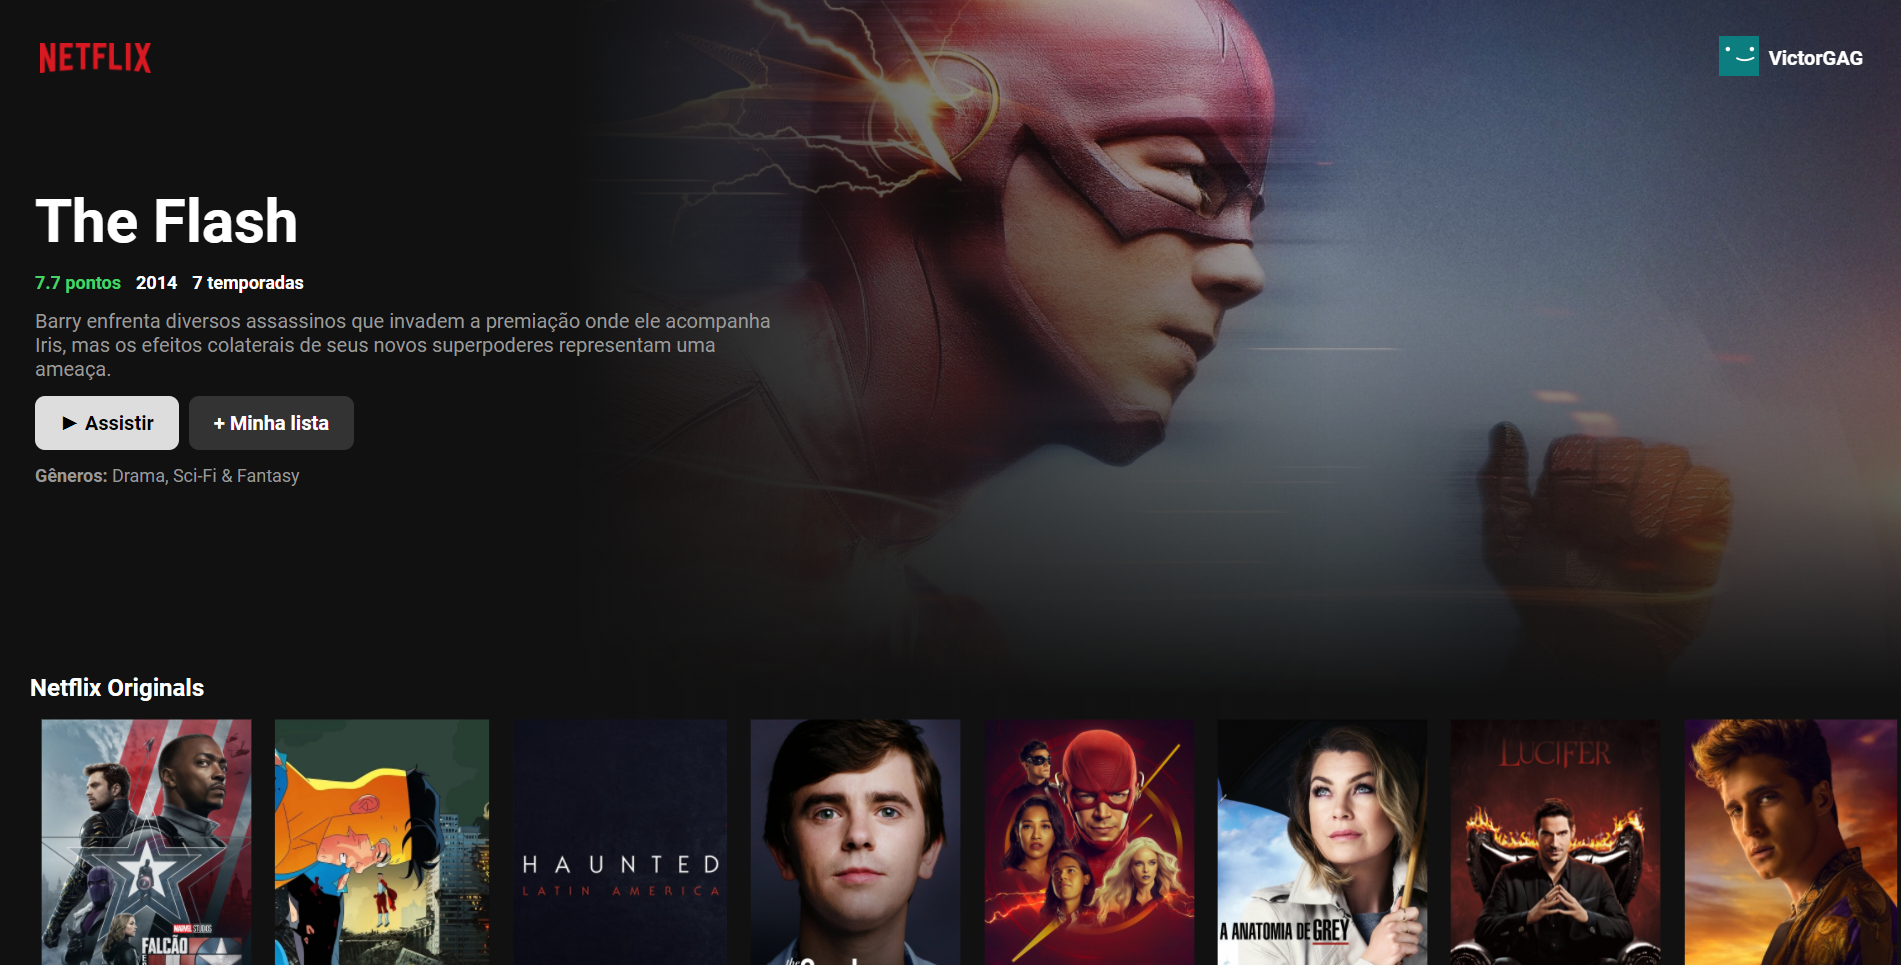 NETFLIX
VictorGAG
The Flash
7.7 pontos 2014 7 temporadas
Barry enfrenta diversos assassinos que invadem a premiação onde ele acompanha
Iris, mas os efeitos colaterais de seus novos superpoderes representam uma
ameaça.
► Assistir
+ Minha lista
Gêneros: Drama, Sci-Fi & Fantasy
Netflix Originals
MARVEL STUDIOS
FALCÃO
HAUNTED
LATIN AMERICA
the
A ANATOMIA DE GREY
LUCIFER